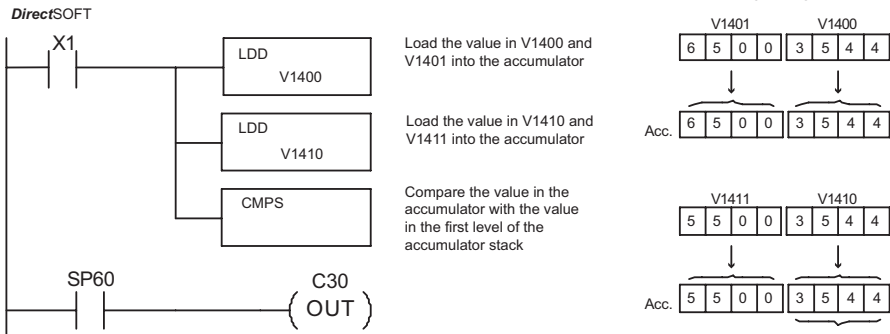 DirectSOFT
X1
LDD
V1400
Load the value in V1400 and
V1401 into the accumulator
LDD
V1410
Load the value in V1410 and
V1411 into the accumulator
CMPS
Compare the value in the
accumulator with the value
in the first level of the
accumulator stack
SP60
C30
OUT
V1401 V1400
6 5 0 0 3 5 4 4
Acc. 6 5 0 0 3 5 4 4
V1411 V1410
5 5 0 0 3 5 4 4
Acc. 5 5 0 0 3 5 4 4